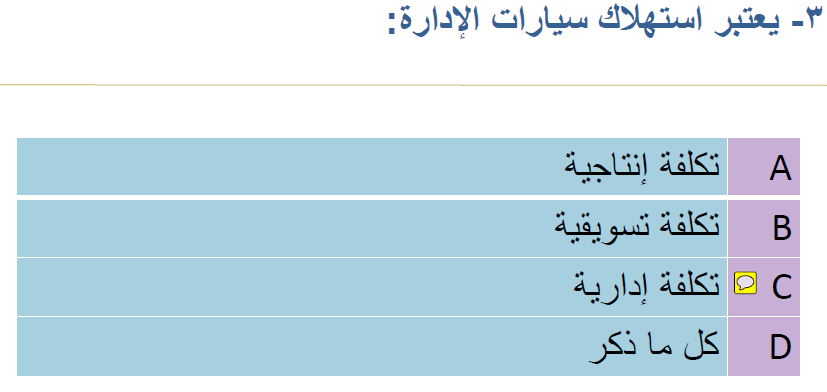 ٣- يعتبر استهلاك سيارات الإدارة:
A تكلفة إنتاجية
B تكلفة تسويقية
C تكلفة إدارية
D كل ما ذكر